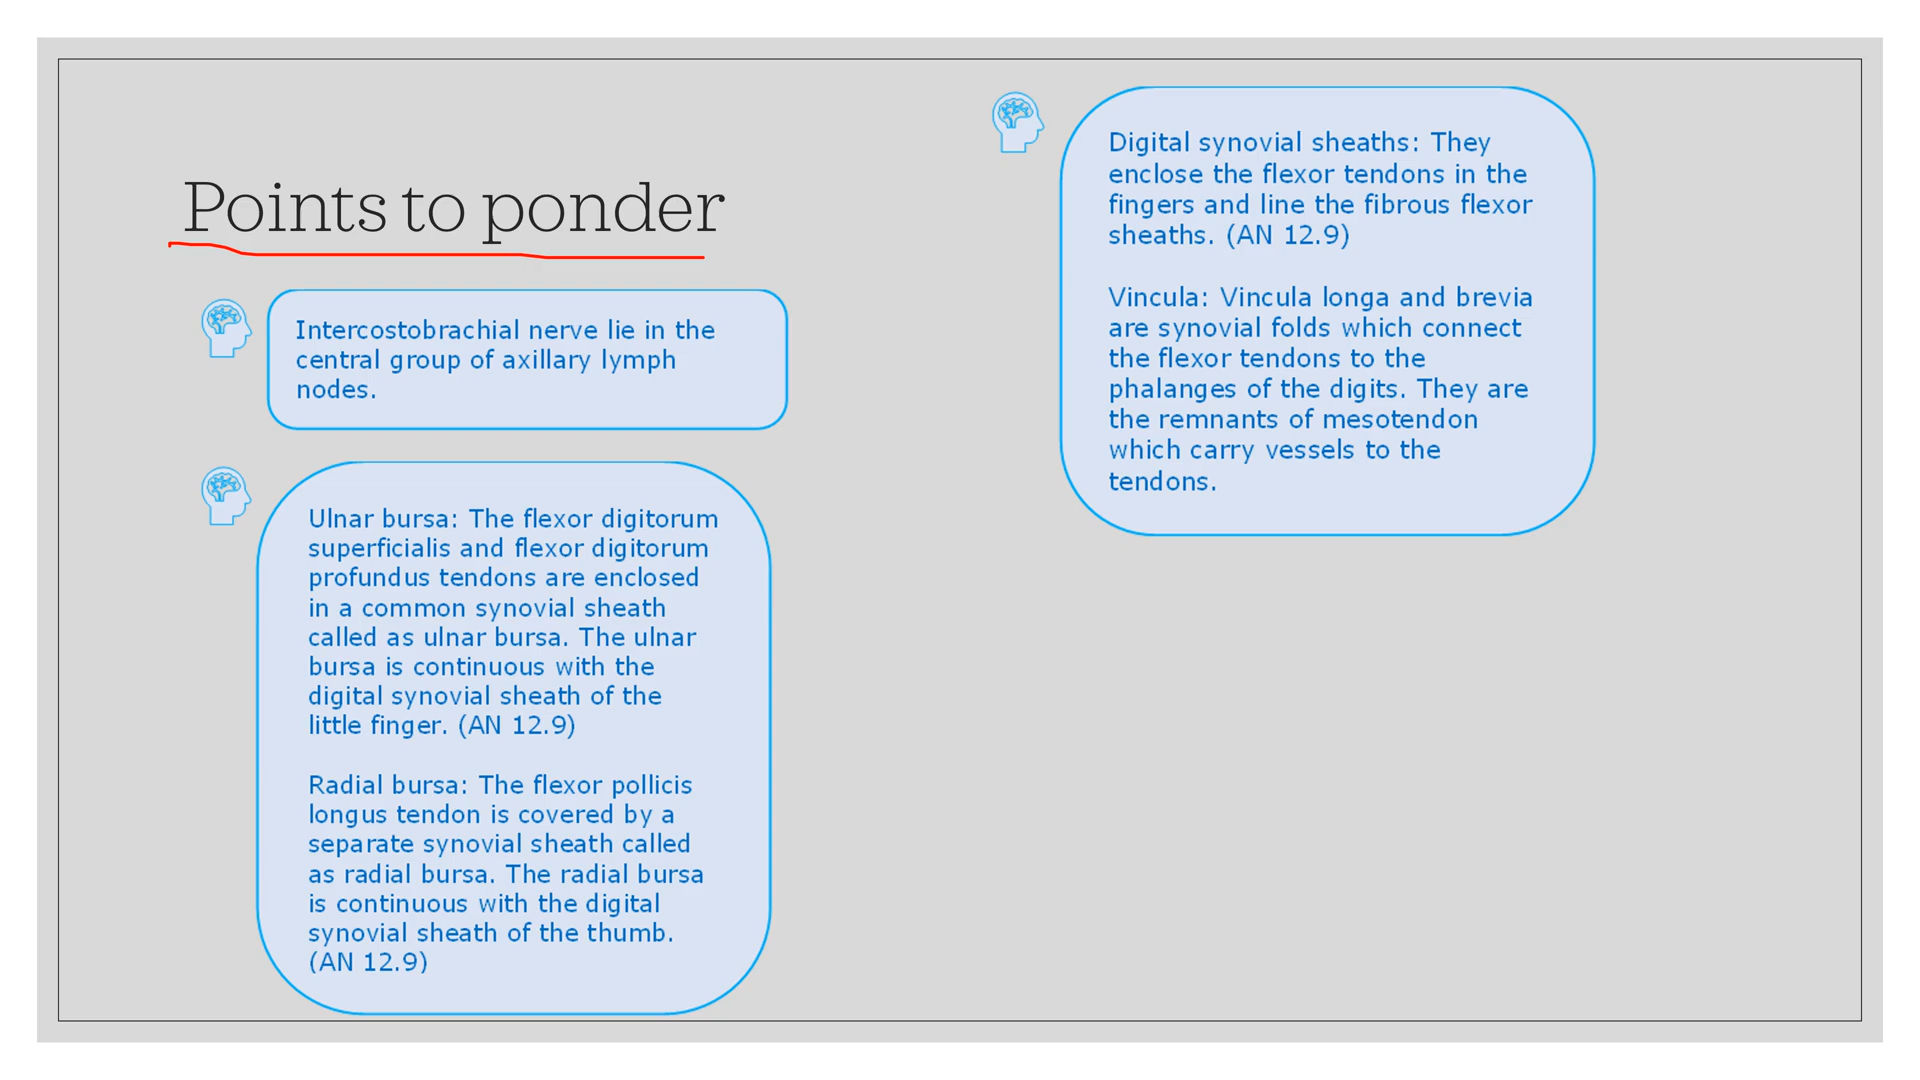 Points to ponder
Intercostobrachial nerve lie in the
central group of axillary lymph
nodes.
Ulnar bursa: The flexor digitorum
superficialis and flexor digitorum
profundus tendons are enclosed
in a common synovial sheath
called as ulnar bursa. The ulnar
bursa is continuous with the
digital synovial sheath of the
little finger. (AN 12.9)
Radial bursa: The flexor pollicis
longus tendon is covered by a
separate synovial sheath called
as radial bursa. The radial bursa
is continuous with the digital
synovial sheath of the thumb.
(AN 12.9)
Digital synovial sheaths: They
enclose the flexor tendons in the
fingers and line the fibrous flexor
sheaths. (AN 12.9)
Vincula: Vincula longa and brevia
are synovial folds which connect
the flexor tendons to the
phalanges of the digits. They are
the remnants of mesotendon
which carry vessels to the
tendons.